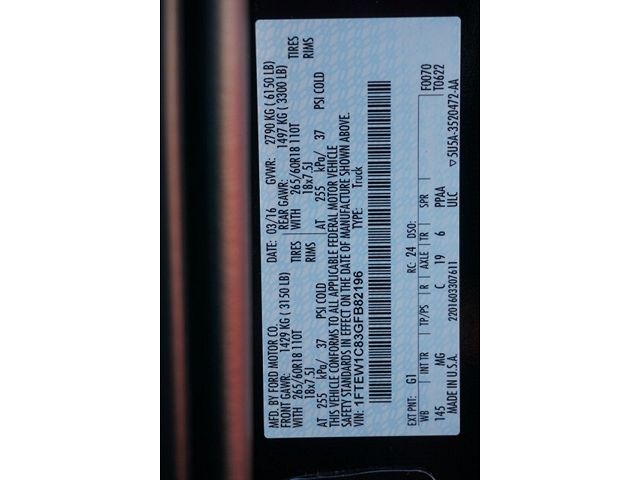 MFD. BY FORD MOTOR CO. DATE: 03/16 GVWR: 2790 KG ( 6150 LB)
FRONT GAWR: 1429 KG ( 3150 LB) REAR GAWR: 1497 KG ( 3300 LB)
WITH 265/60R18 110T TIRES WITH 265/60R18 110T TIRES
18x7.5J RIMS 18x7.5J RIMS
AT 255 kPa/ 37 PSI COLD AT 255 kPa/ 37 PSI COLD
THIS VEHICLE CONFORMS TO ALL APPLICABLE FEDERAL MOTOR VEHICLE
SAFETY STANDARDS IN EFFECT ON THE DATE OF MANUFACTURE SHOWN ABOVE.
VIN: 1FTEW1C83GFB82196 TYPE: Truck
EXT PNT: G1 RC: 24 DSO: F0070
WB INT TR TP/PS R AXLE TR SPR T0622
145 MG C 19 6 PPAA
MADE IN U.S.A. 2201603307611 ULC ▽5U5A-3520472-AA